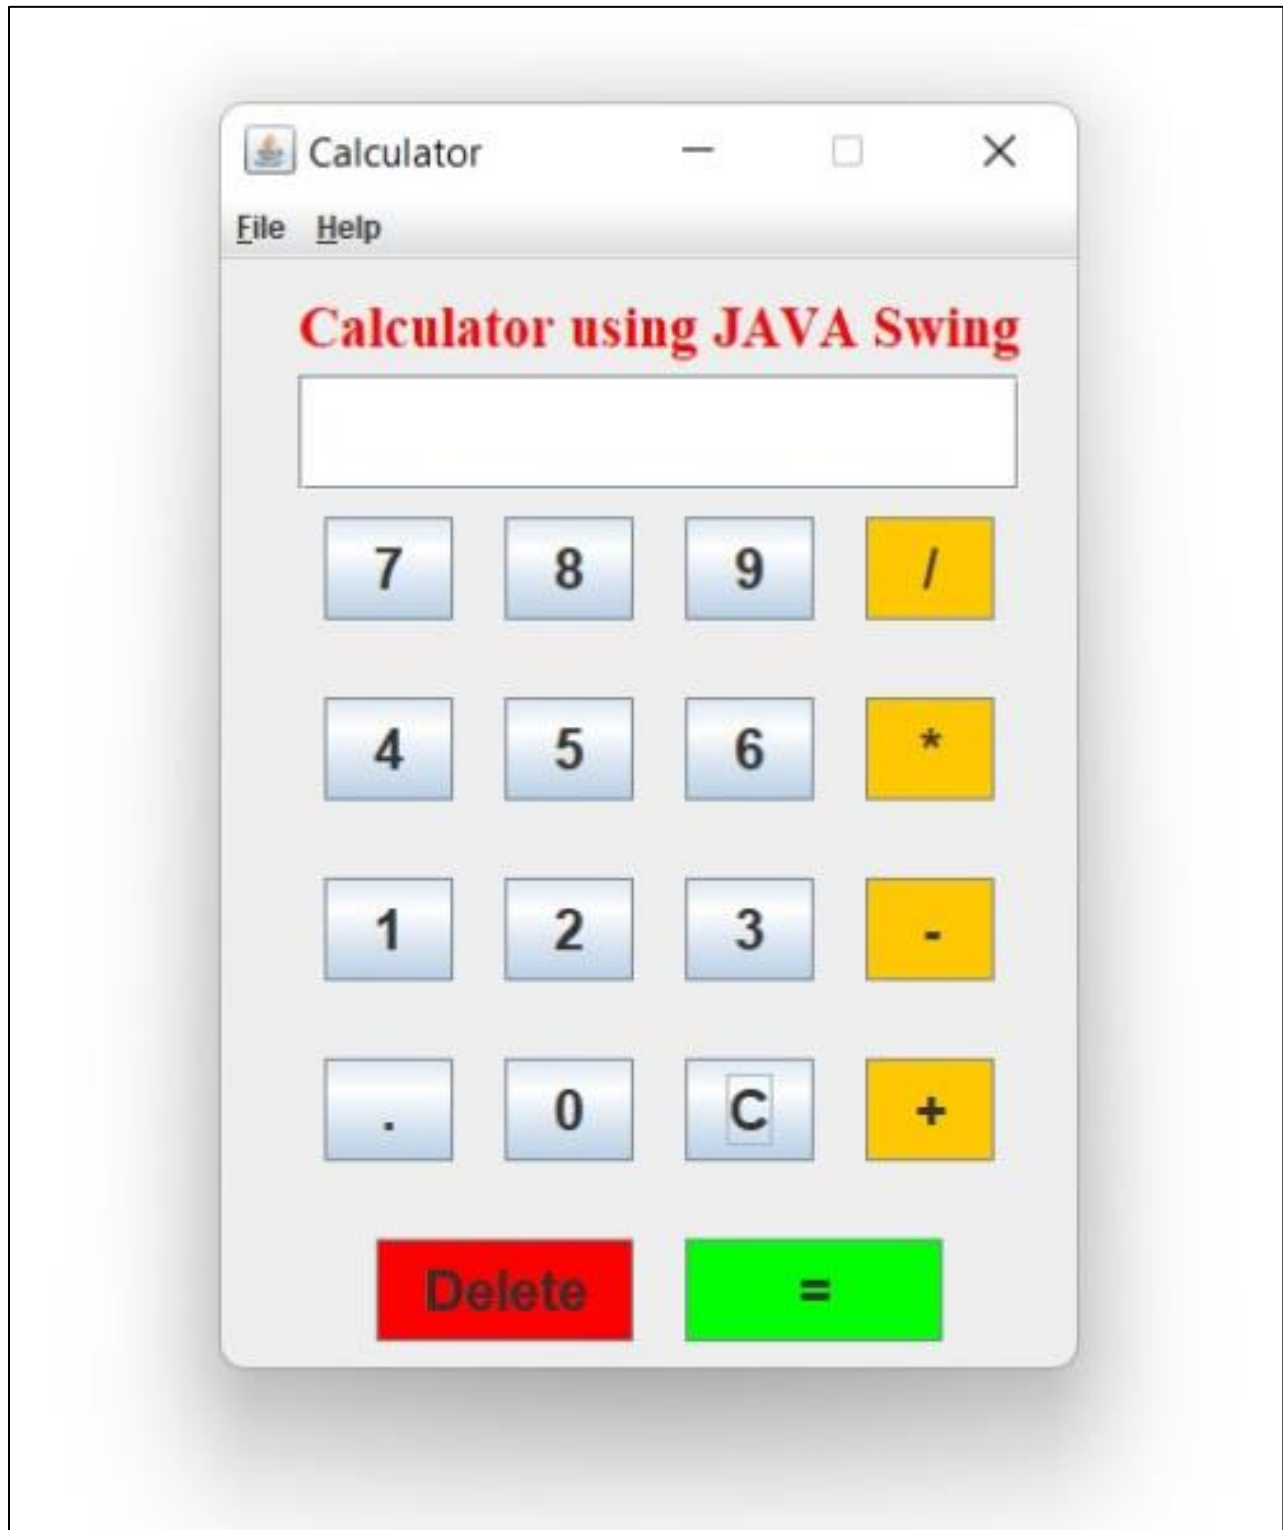 Calculator
File Help
Calculator using JAVA Swing
7 8 9 /
4 5 6 *
1 2 3 -
. 0 C +
Delete =